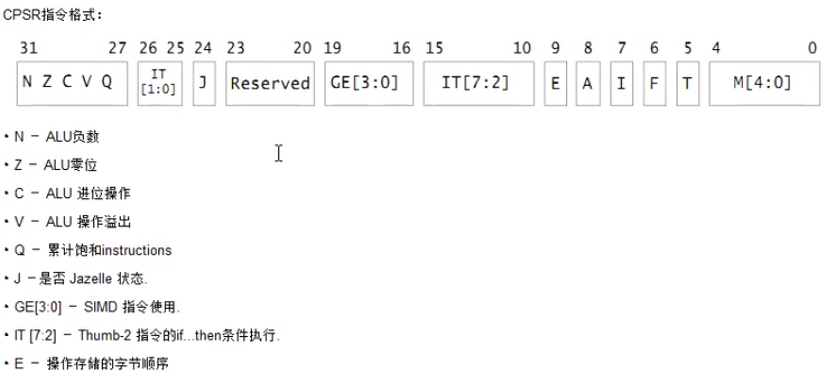 CPSR指令格式：
31 27 26 25 24 23 20 19 16 15 10 9 8 7 6 5 4 0
N Z C V Q IT [1:0] J Reserved GE[3:0] IT[7:2] E A I F T M[4:0]
• N – ALU负数
• Z – ALU零位
• C – ALU 进位操作
• V – ALU 操作溢出
• Q – 累计饱和instructions
• J –是否 Jazelle 状态.
• GE[3:0] – SIMD 指令使用.
• IT [7:2] – Thumb-2 指令的if...then条件执行.
• E – 操作存储的字节顺序